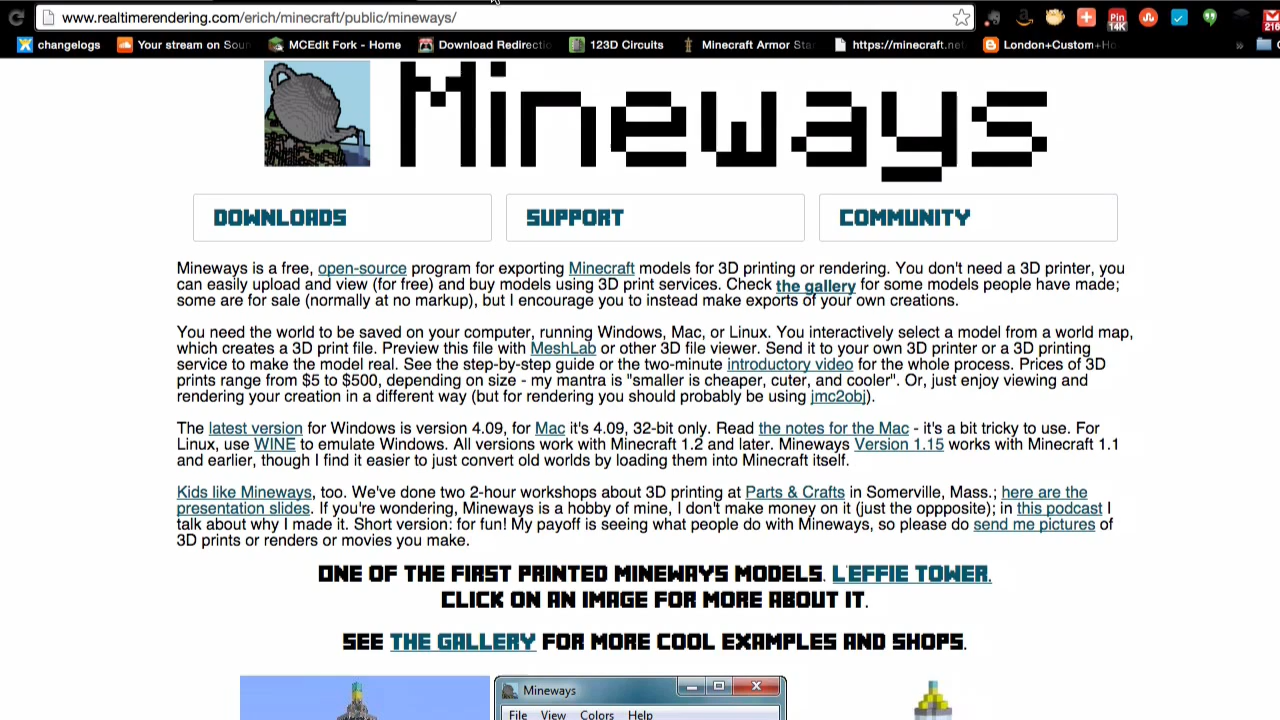 www.realtimerendering.com/erich/minecraft/public/mineways/
changelogs Your stream on Soun MCEdit Fork - Home Download Redirectio 123D Circuits Minecraft Armor Sta https://minecraft.net »
Pin 14K
Mineways
DOWNLOADS SUPPORT COMMUNITY
Mineways is a free, open-source program for exporting Minecraft models for 3D printing or rendering. You don't need a 3D printer, you
can easily upload and view (for free) and buy models using 3D print services. Check the gallery for some models people have made;
some are for sale (normally at no markup), but I encourage you to instead make exports of your own creations.
You need the world to be saved on your computer, running Windows, Mac, or Linux. You interactively select a model from a world map,
which creates a 3D print file. Preview this file with MeshLab or other 3D file viewer. Send it to your own 3D printer or a 3D printing
service to make the model real. See the step-by-step guide or the two-minute introductory video for the whole process. Prices of 3D
prints range from $5 to $500, depending on size - my mantra is "smaller is cheaper, cuter, and cooler". Or, just enjoy viewing and
rendering your creation in a different way (but for rendering you should probably be using jmc2obj).
The latest version for Windows is version 4.09, for Mac it's 4.09, 32-bit only. Read the notes for the Mac - it's a bit tricky to use. For
Linux, use WINE to emulate Windows. All versions work with Minecraft 1.2 and later. Mineways Version 1.15 works with Minecraft 1.1
and earlier, though I find it easier to just convert old worlds by loading them into Minecraft itself.
Kids like Mineways, too. We've done two 2-hour workshops about 3D printing at Parts & Crafts in Somerville, Mass.; here are the
presentation slides. If you're wondering, Mineways is a hobby of mine, I don't make money on it (just the oppposite); in this podcast I
talk about why I made it. Short version: for fun! My payoff is seeing what people do with Mineways, so please do send me pictures of
3D prints or renders or movies you make.
ONE OF THE FIRST PRINTED MINEWAYS MODELS. L'EFFIE TOWER.
CLICK ON AN IMAGE FOR MORE ABOUT IT.
SEE THE GALLERY FOR MORE COOL EXAMPLES AND SHOPS.
Mineways
File View Colors Help